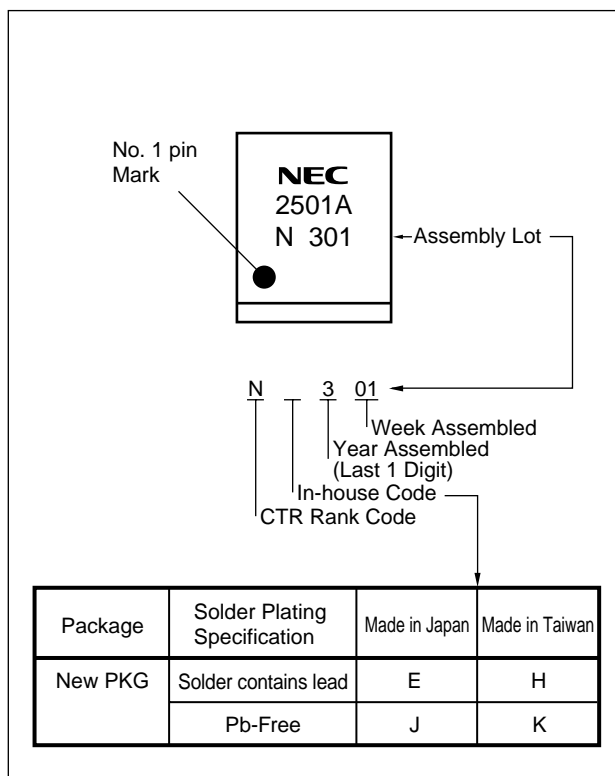 No. 1 pin
Mark
NEC
2501A
N 301
Assembly Lot
N 3 01
Week Assembled
Year Assembled
(Last 1 Digit)
In-house Code
CTR Rank Code
Package Solder Plating Specification Made in Japan Made in Taiwan
New PKG Solder contains lead E H
Pb-Free J K